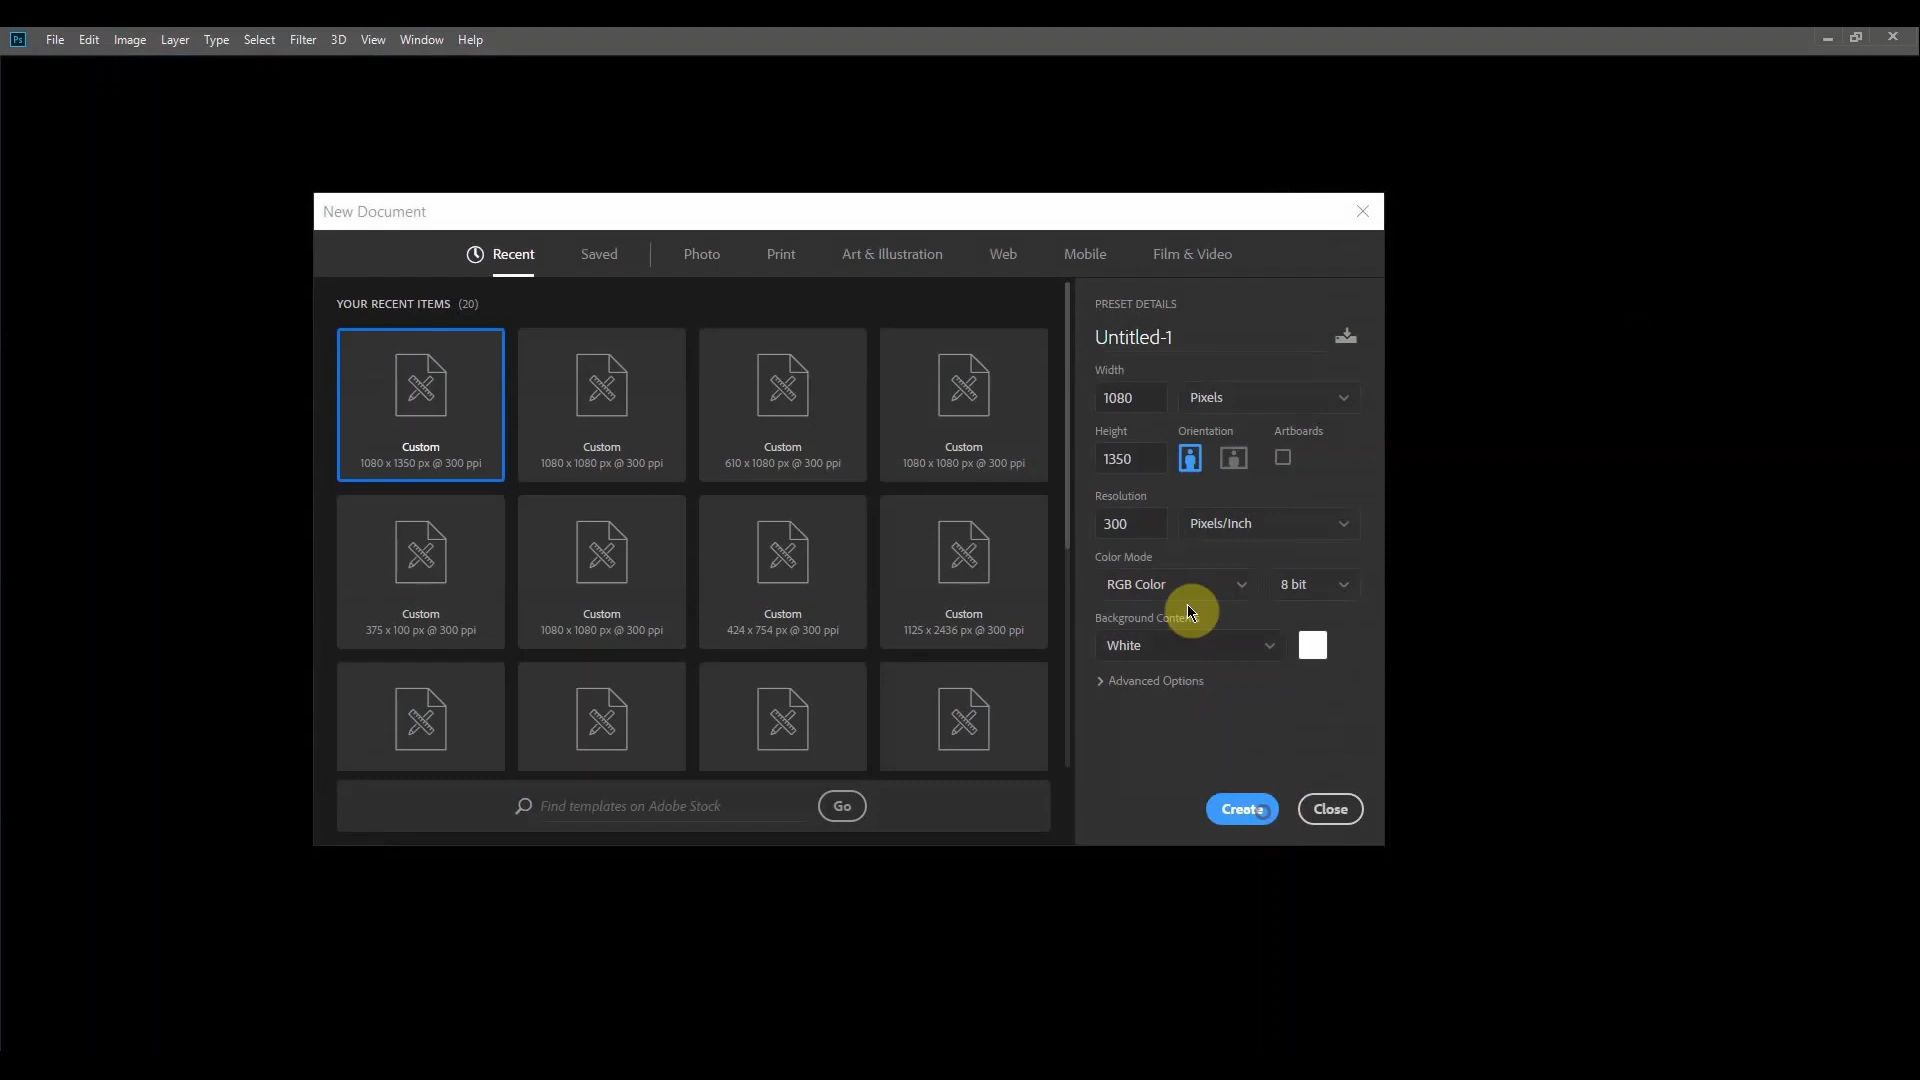 Ps File Edit Image Layer Type Select Filter 3D View Window Help
New Document
Recent Saved Photo Print Art & Illustration Web Mobile Film & Video
YOUR RECENT ITEMS (20)
Custom
1080 x 1350 px @ 300 ppi
Custom
1080 x 1080 px @ 300 ppi
Custom
610 x 1080 px @ 300 ppi
Custom
1080 x 1080 px @ 300 ppi
Custom
375 x 100 px @ 300 ppi
Custom
1080 x 1080 px @ 300 ppi
Custom
424 x 754 px @ 300 ppi
Custom
1125 x 2436 px @ 300 ppi
Find templates on Adobe Stock Go
PRESET DETAILS
Untitled-1
Width
1080 Pixels
Height Orientation Artboards
1350
Resolution
300 Pixels/Inch
Color Mode
RGB Color 8 bit
Background
White
Advanced Options
Create Close